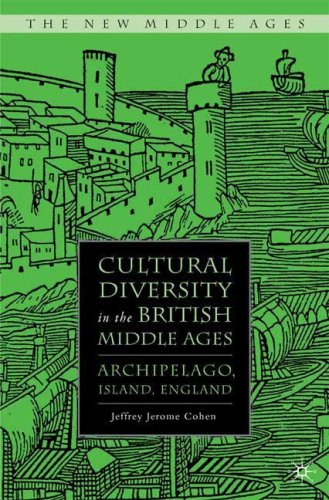 THE NEW MIDDLE AGES
CULTURAL
DIVERSITY
in the BRITISH
MIDDLE AGES
ARCHIPELAGO,
ISLAND, ENGLAND
Jeffrey Jerome Cohen